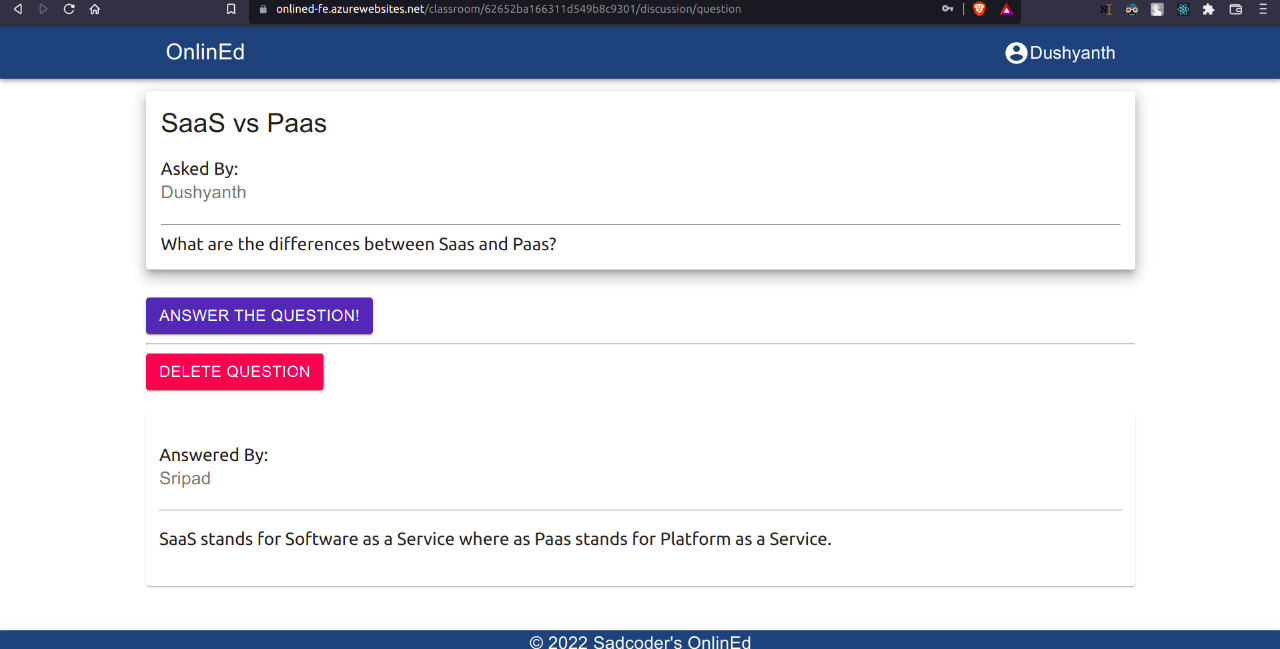 onlined-fe.azurewebsites.net/classroom/62652ba166311d549b8c9301/discussion/question
OnlinEd
Dushyanth
SaaS vs Paas
Asked By:
Dushyanth
What are the differences between Saas and Paas?
ANSWER THE QUESTION!
DELETE QUESTION
Answered By:
Sripad
SaaS stands for Software as a Service where as Paas stands for Platform as a Service.
© 2022 Sadcoder's OnlinEd